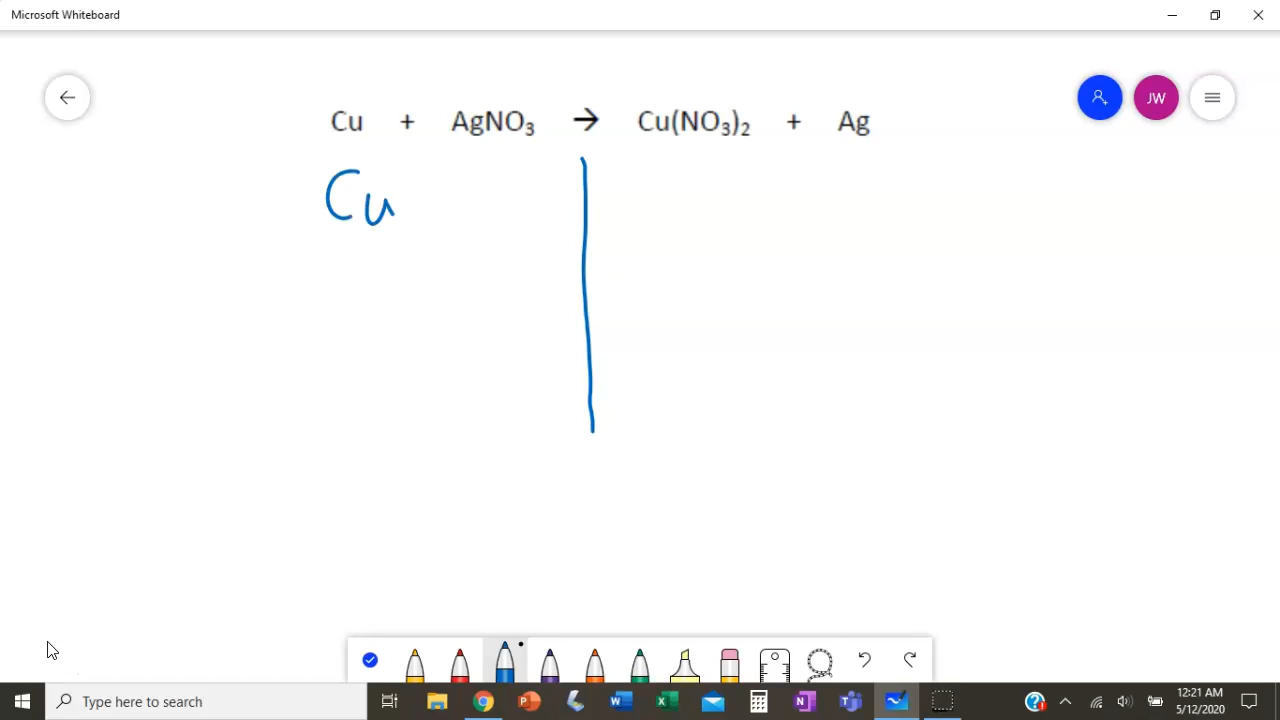 Microsoft Whiteboard
JW
Cu + AgNO₃ → Cu(NO₃)₂ + Ag
Cu
Type here to search
12:21 AM
5/12/2020